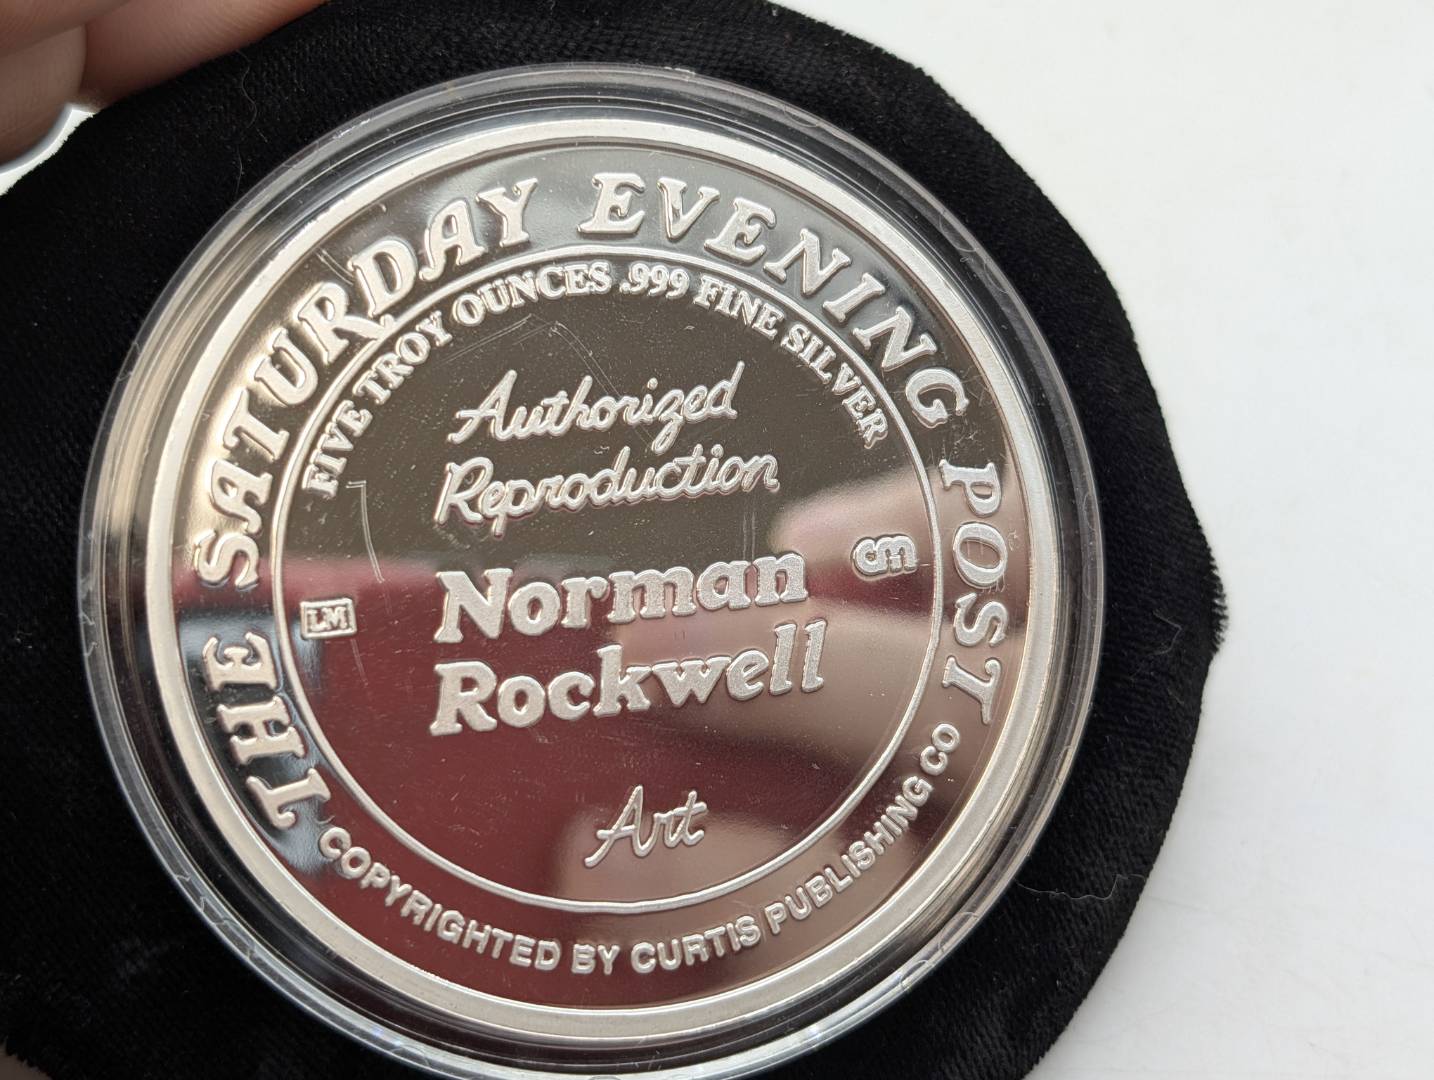 THE SATURDAY EVENING POST
FIVE TROY OUNCES .999 FINE SILVER
Authorized
Reproduction
Norman
Rockwell
LM
Art
COPYRIGHTED BY CURTIS PUBLISHING CO